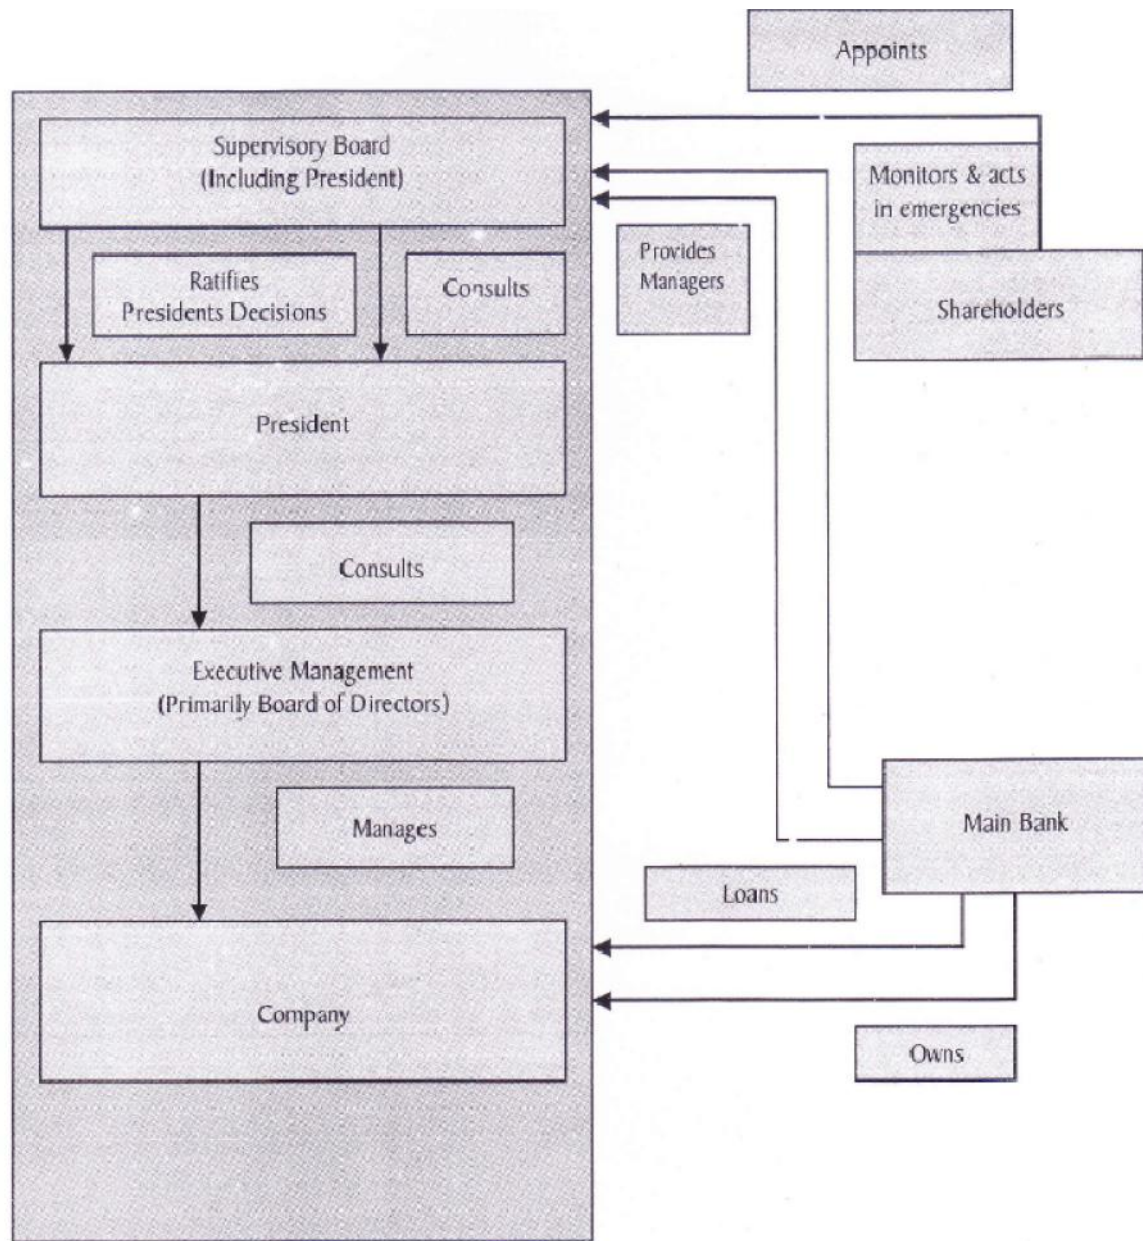 Appoints
Supervisory Board
(Including President)
Monitors & acts
in emergencies
Provides
Managers
Ratifies
Presidents Decisions
Consults
Shareholders
President
Consults
Executive Management
(Primarily Board of Directors)
Manages
Main Bank
Loans
Company
Owns